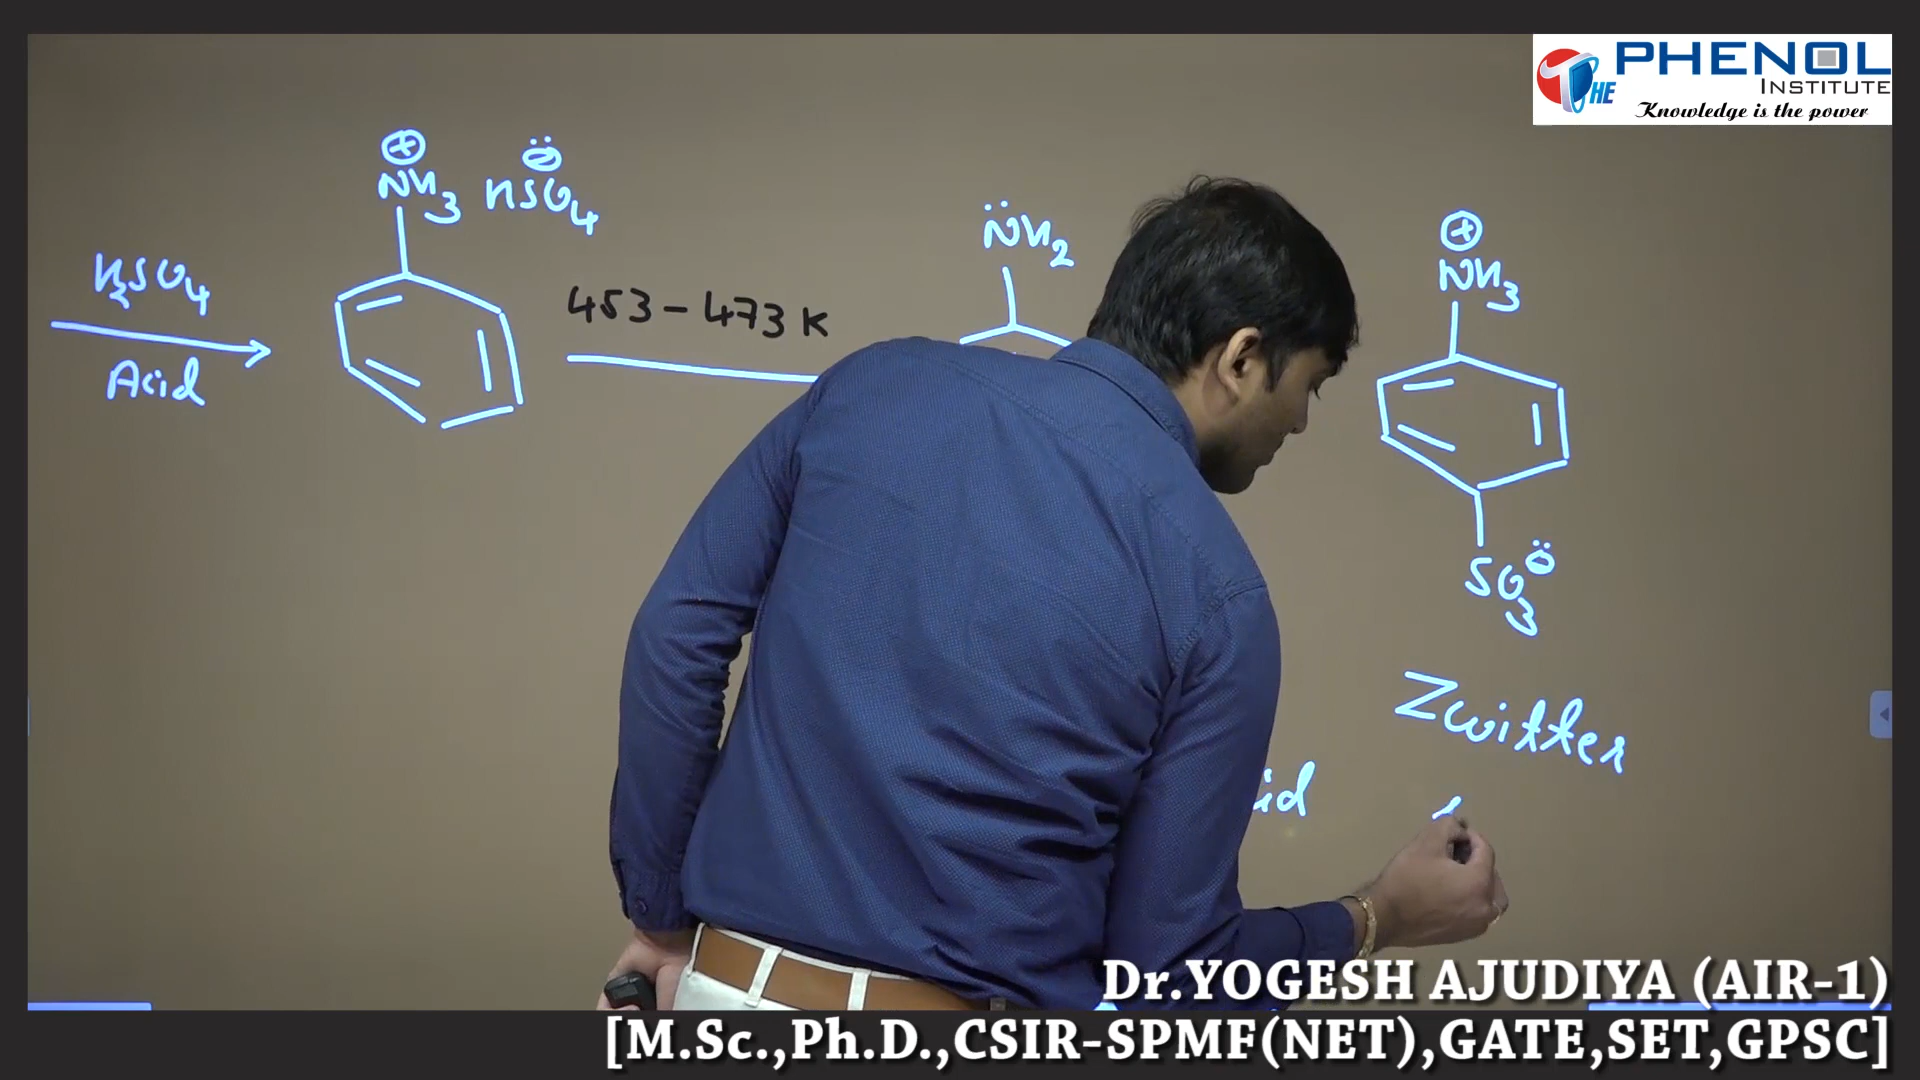 THE PHENOL
INSTITUTE
Knowledge is the power
⊕
NH3 HSO4 ⊖
H2SO4
Acid
453 - 473 K
NH2
⊕
NH3
SO3 ⊖
Zwitter
id
Dr.YOGESH AJUDIYA (AIR-1)
[M.Sc.,Ph.D.,CSIR-SPMF(NET),GATE,SET,GPSC]